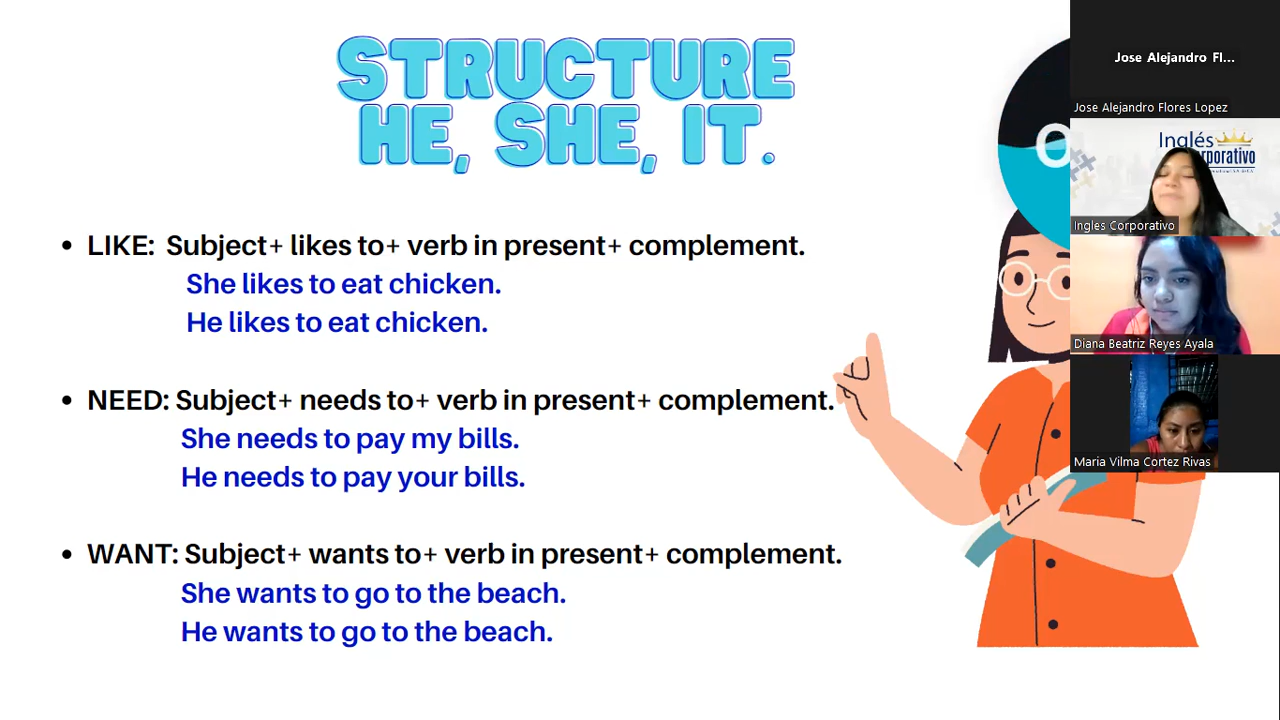 STRUCTURE
HE, SHE, IT.
• LIKE: Subject+ likes to+ verb in present+ complement.
She likes to eat chicken.
He likes to eat chicken.
• NEED: Subject+ needs to+ verb in present+ complement.
She needs to pay my bills.
He needs to pay your bills.
• WANT: Subject+ wants to+ verb in present+ complement.
She wants to go to the beach.
He wants to go to the beach.
Jose Alejandro Fl...
Jose Alejandro Flores Lopez
Inglés
Ingles Corporativo
Diana Beatriz Reyes Ayala
Maria Vilma Cortez Rivas